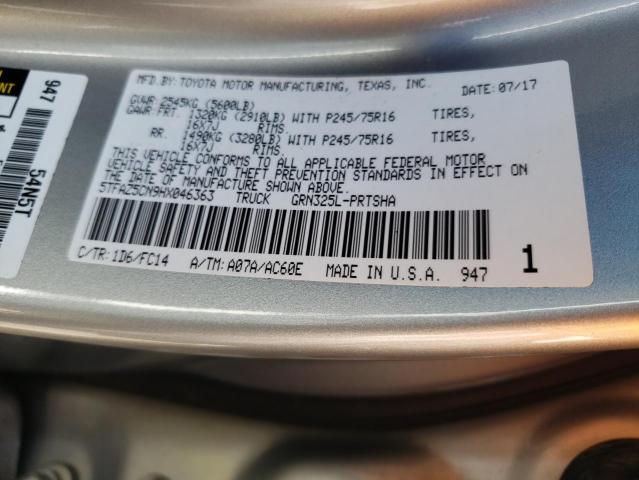 MFD.BY:TOYOTA MOTOR MANUFACTURING, TEXAS, INC. DATE:07/17
GVWR 2545KG (5600LB)
GAWR: FRT. 1320KG (2910LB) WITH P245/75R16 TIRES,
16X7J RIMS.
RR. 1490KG (3280LB) WITH P245/75R16 TIRES,
16X7J RIMS.
THIS VEHICLE CONFORMS TO ALL APPLICABLE FEDERAL MOTOR
VEHICLE SAFETY AND THEFT PREVENTION STANDARDS IN EFFECT ON
THE DATE OF MANUFACTURE SHOWN ABOVE.
5TFAZ5CN9HX046363 TRUCK GRN325L-PRTSHA
C/TR: 1D6/FC14 A/TM: A07A/AC60E MADE IN U.S.A. 947 1
947
54N5T